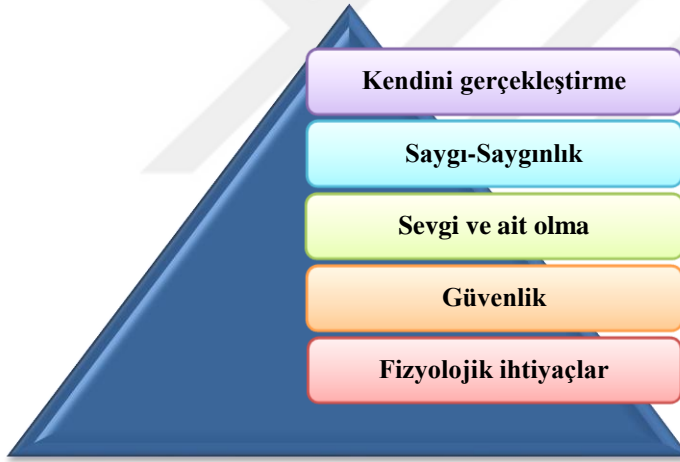 Kendini gerçekleştirme
Saygı-Saygınlık
Sevgi ve ait olma
Güvenlik
Fizyolojik ihtiyaçlar